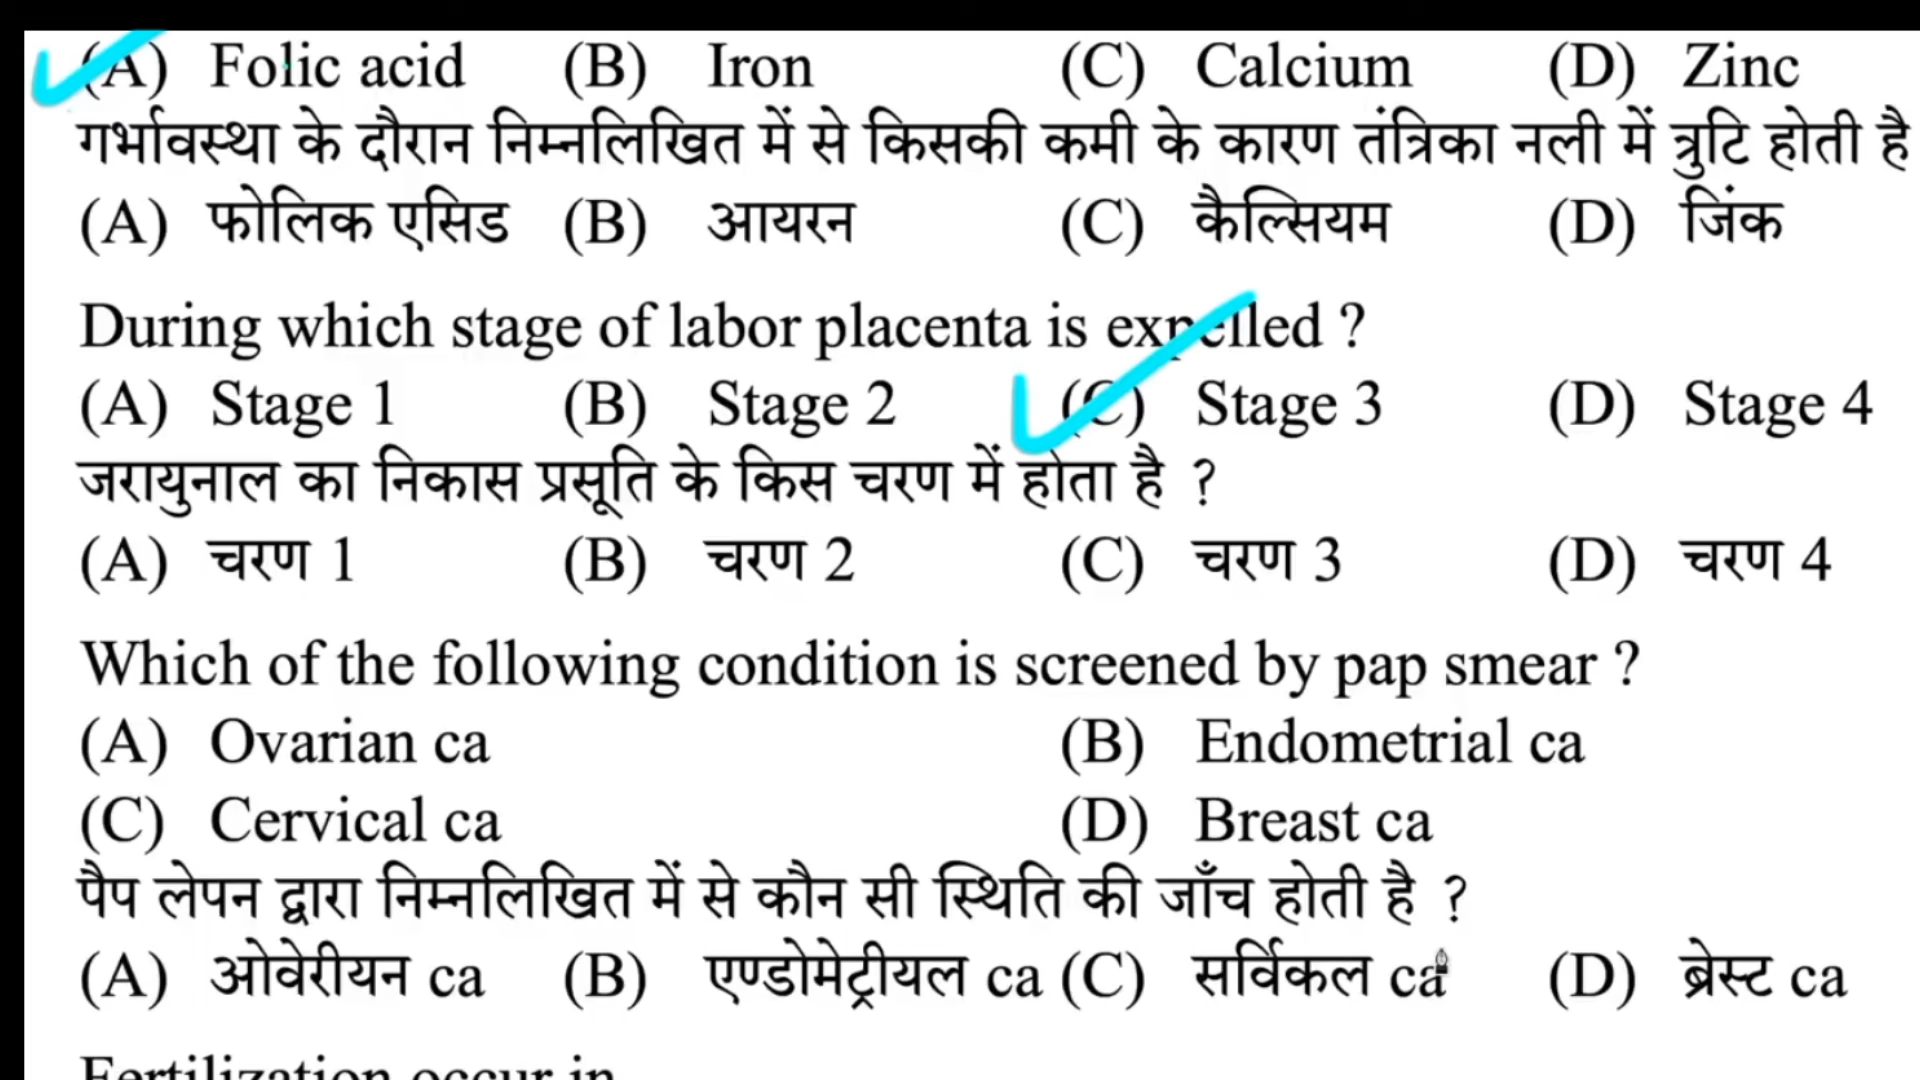 (A) Folic acid (B) Iron (C) Calcium (D) Zinc
गर्भावस्था के दौरान निम्नलिखित में से किसकी कमी के कारण तंत्रिका नली में त्रुटि होती है
(A) फोलिक एसिड (B) आयरन (C) कैल्सियम (D) जिंक
During which stage of labor placenta is expelled ?
(A) Stage 1 (B) Stage 2 (C) Stage 3 (D) Stage 4
जरायुनाल का निकास प्रसूति के किस चरण में होता है ?
(A) चरण 1 (B) चरण 2 (C) चरण 3 (D) चरण 4
Which of the following condition is screened by pap smear ?
(A) Ovarian ca (B) Endometrial ca
(C) Cervical ca (D) Breast ca
पैप लेपन द्वारा निम्नलिखित में से कौन सी स्थिति की जाँच होती है ?
(A) ओवेरीयन ca (B) एण्डोमेट्रीयल ca (C) सर्विकल ca (D) ब्रेस्ट ca
Fertilization occur in